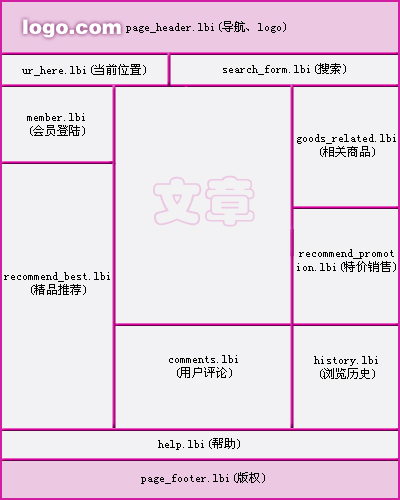 logo.com
page_header.lbi(导航、logo)
ur_here.lbi(当前位置)
search_form.lbi(搜索)
member.lbi
(会员登陆)
goods_related.lbi
(相关商品)
文章
recommend_best.lbi
(精品推荐)
recommend_promot
ion.lbi(特价销售)
comments.lbi
(用户评论)
history.lbi
(浏览历史)
help.lbi(帮助)
page_footer.lbi(版权)